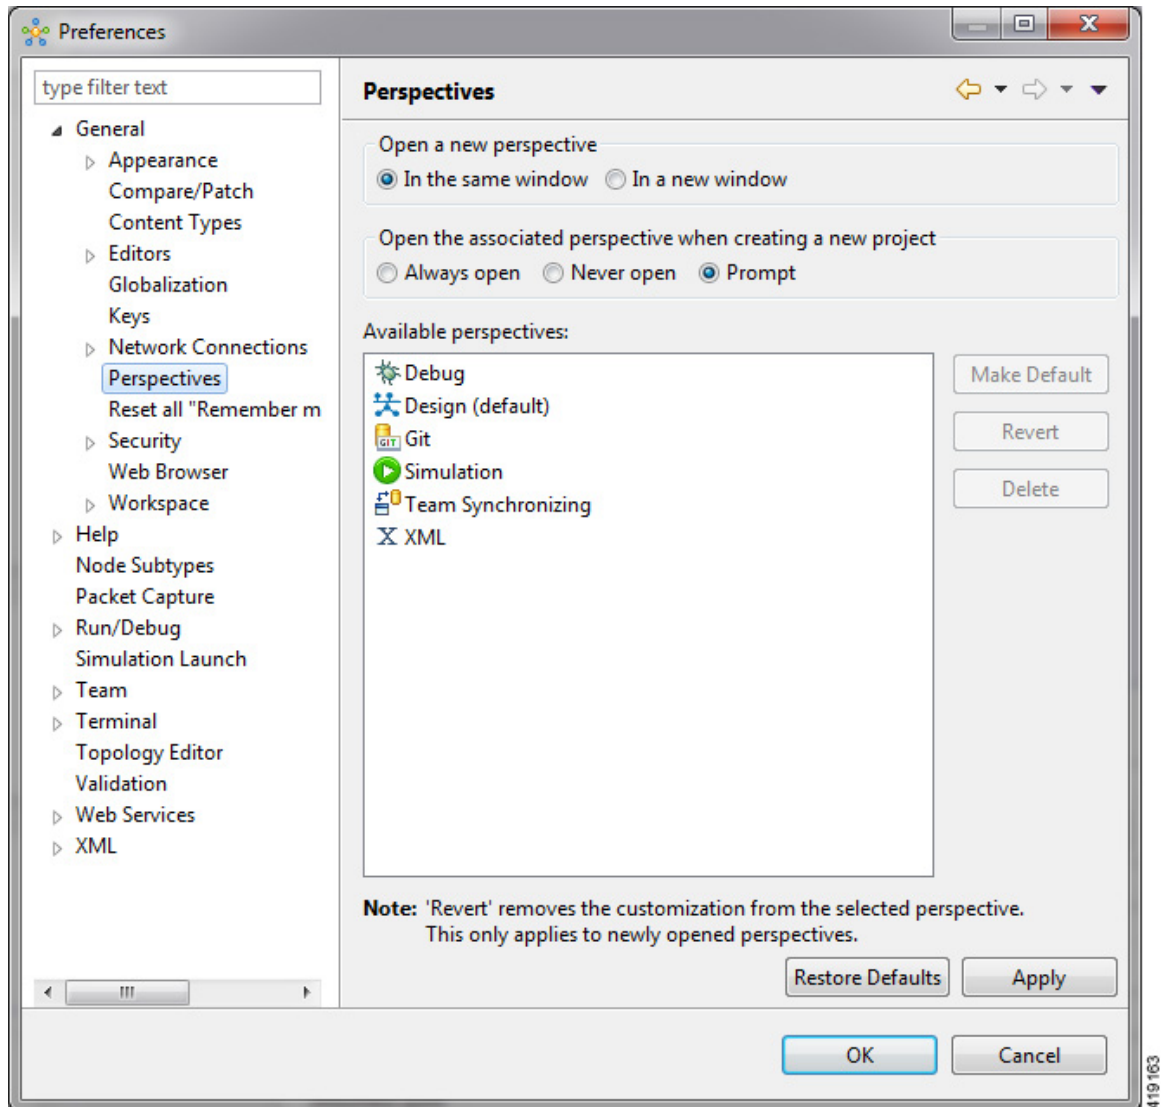 Preferences
type filter text
General
Appearance
Compare/Patch
Content Types
Editors
Globalization
Keys
Network Connections
Perspectives
Reset all "Remember m
Security
Web Browser
Workspace
Help
Node Subtypes
Packet Capture
Run/Debug
Simulation Launch
Team
Terminal
Topology Editor
Validation
Web Services
XML
Perspectives
Open a new perspective
In the same window In a new window
Open the associated perspective when creating a new project
Always open Never open Prompt
Available perspectives:
Debug
Design (default)
GIT Git
Simulation
Team Synchronizing
X XML
Make Default
Revert
Delete
Note: 'Revert' removes the customization from the selected perspective.
This only applies to newly opened perspectives.
Restore Defaults Apply
OK Cancel
419163